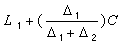 L₁ + (Δ₁ / (Δ₁ + Δ₂)) C